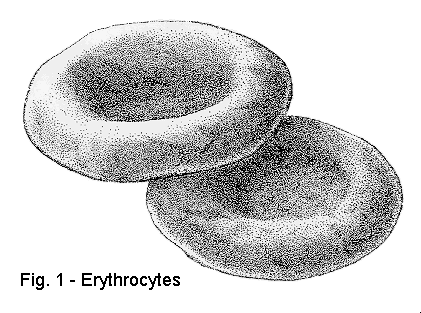 Fig. 1 - Erythrocytes